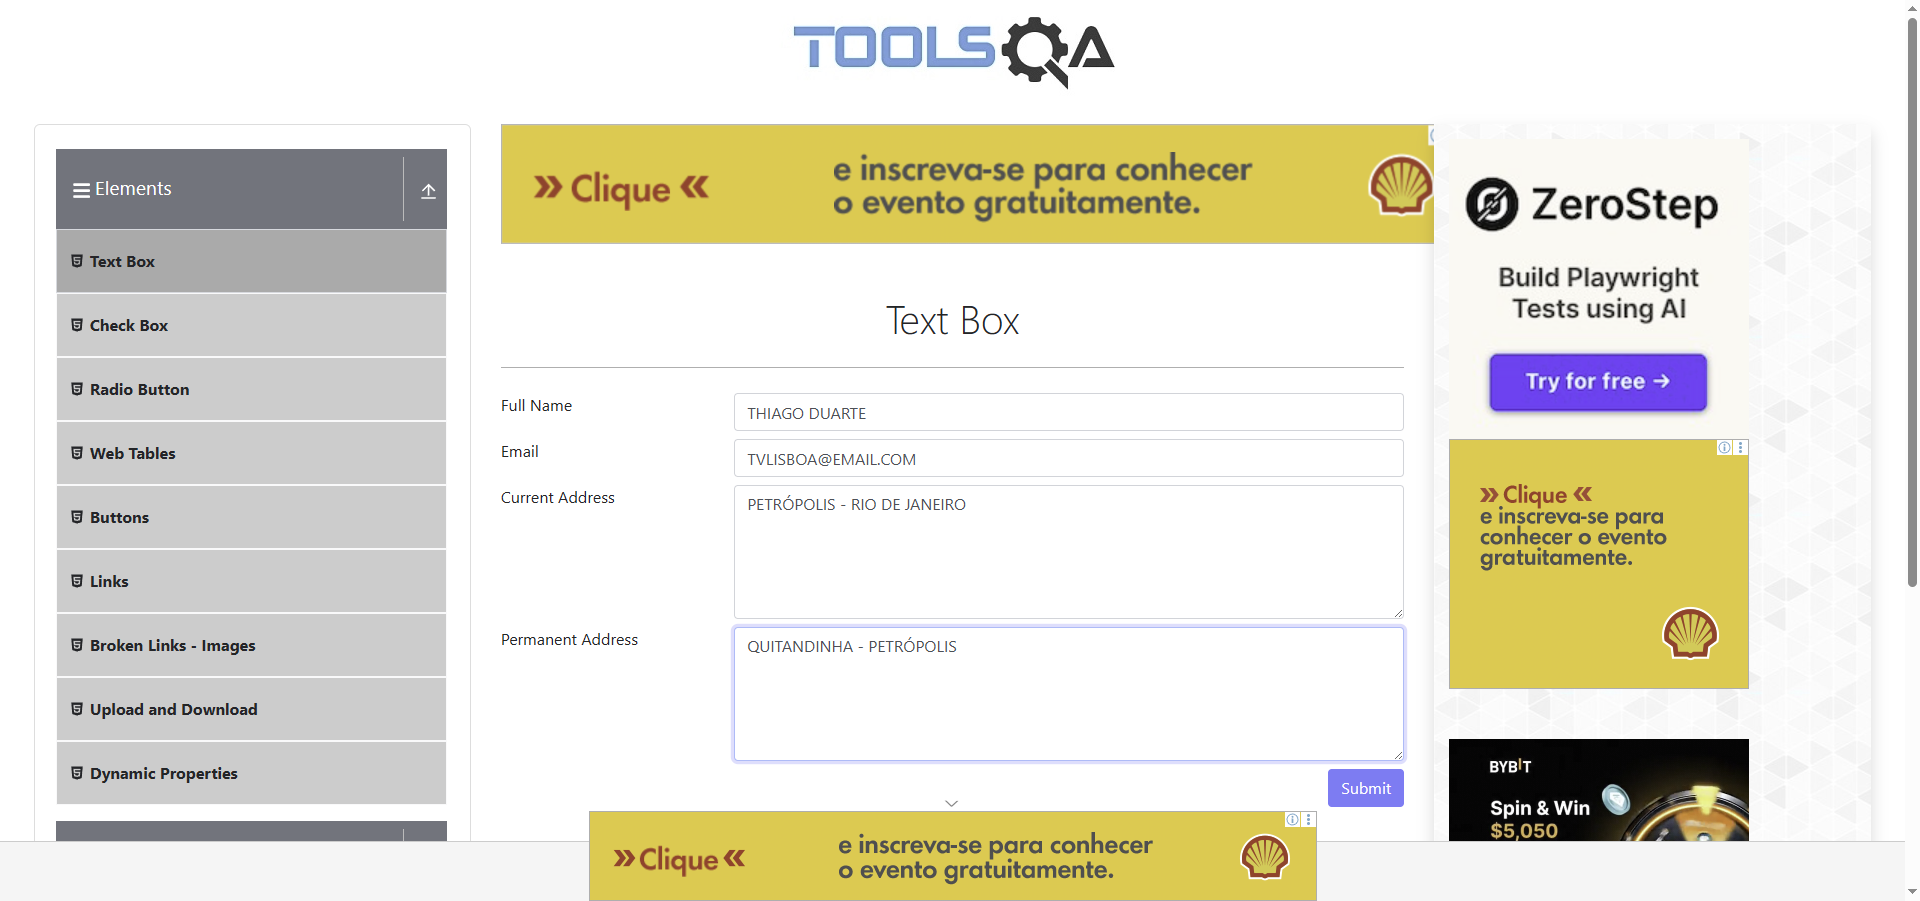 TOOLSQA
Elements
Text Box
Check Box
Radio Button
Web Tables
Buttons
Links
Broken Links - Images
Upload and Download
Dynamic Properties
» Clique «
e inscreva-se para conhecer
o evento gratuitamente.
Text Box
Full Name
THIAGO DUARTE
Email
TVLISBOA@EMAIL.COM
Current Address
PETRÓPOLIS - RIO DE JANEIRO
Permanent Address
QUITANDINHA - PETRÓPOLIS
Submit
ZeroStep
Build Playwright
Tests using AI
Try for free →
» Clique «
e inscreva-se para
conhecer o evento
gratuitamente.
BYBIT
Spin & Win
$5,050
» Clique «
e inscreva-se para conhecer
o evento gratuitamente.